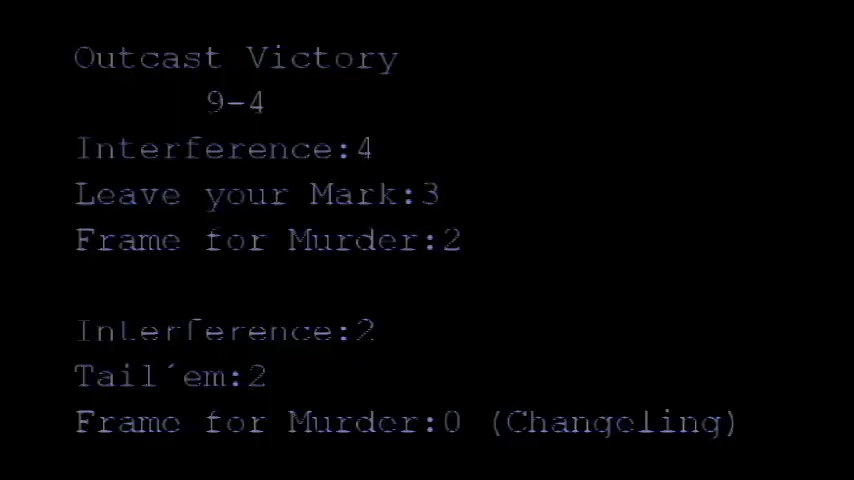 Outcast Victory
9-4
Interference:4
Leave your Mark:3
Frame for Murder:2
Interference:2
Tail´em:2
Frame for Murder:0 (Changeling)